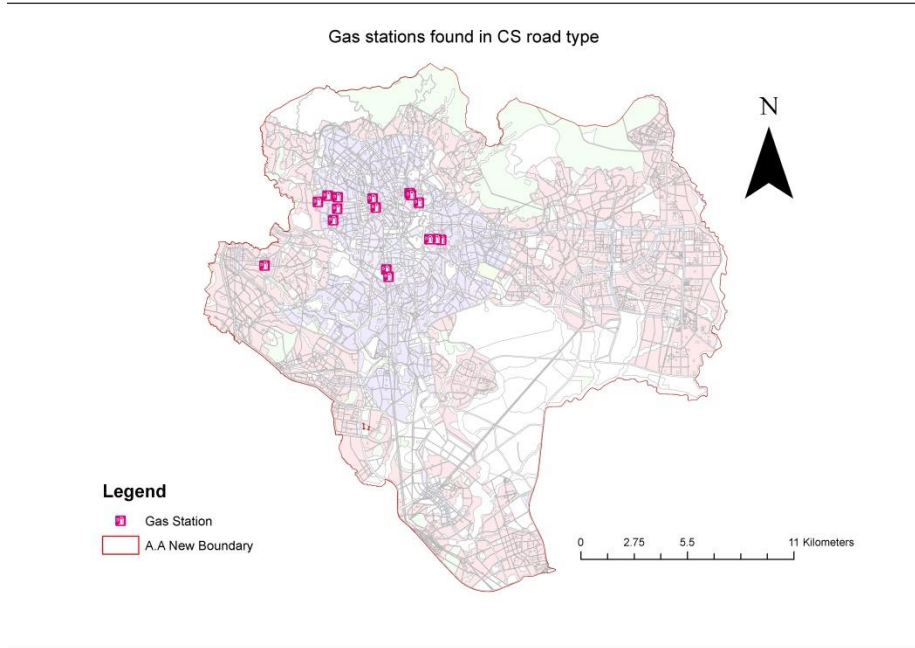 Gas stations found in CS road type
N
Legend
Gas Station
A.A New Boundary
0 2.75 5.5 11 Kilometers